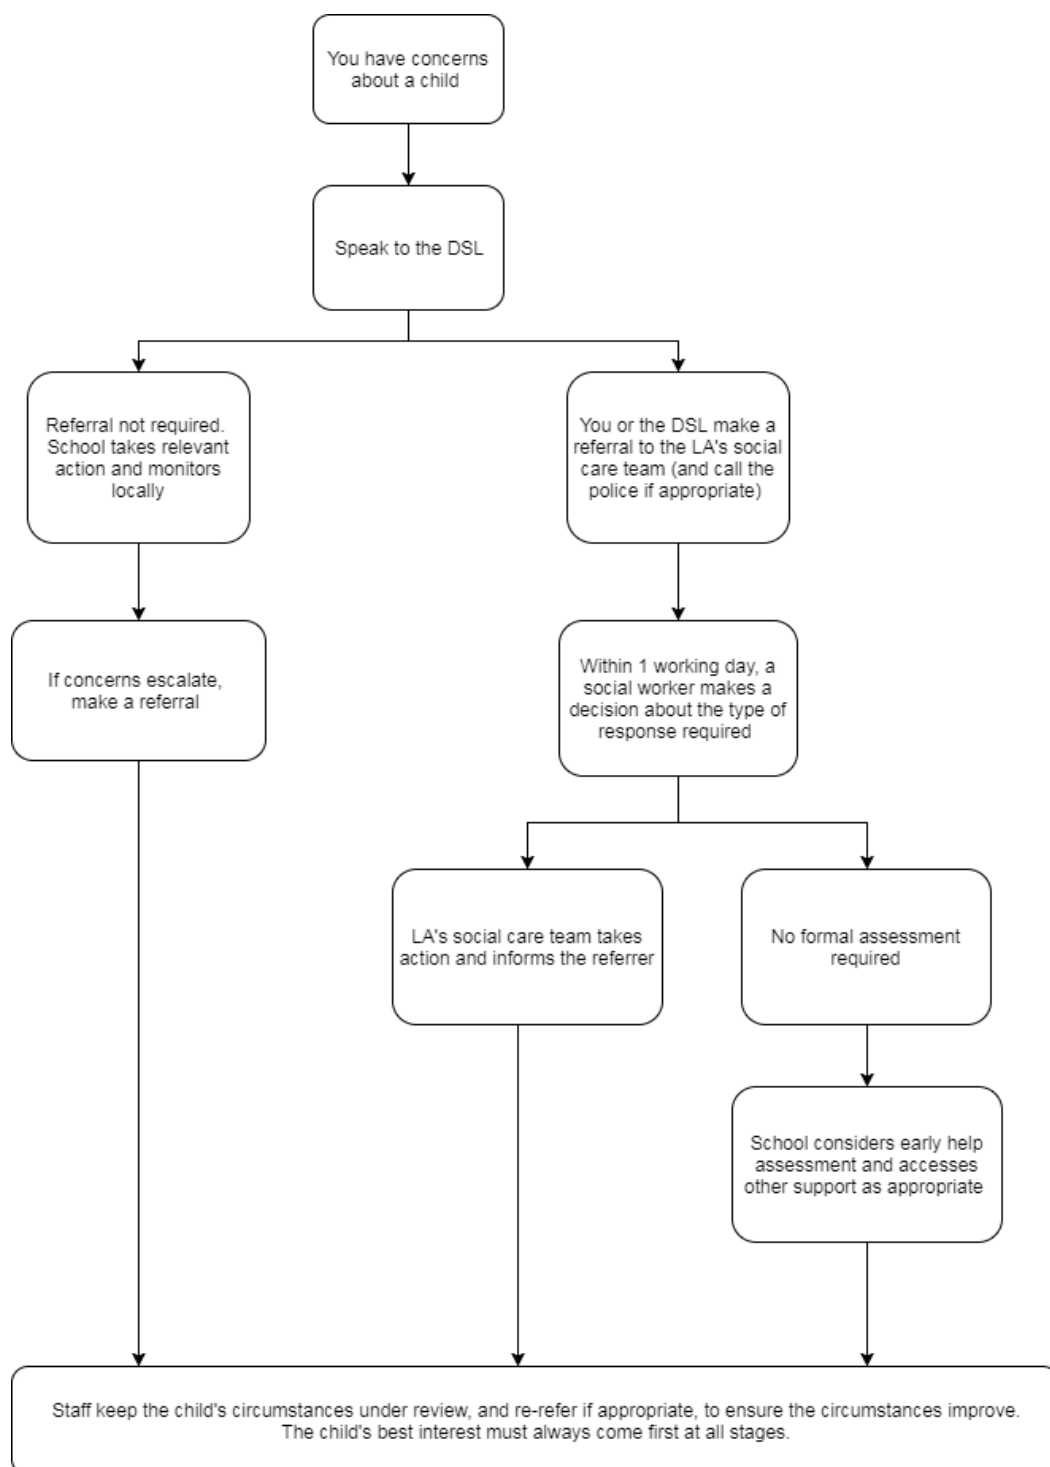 You have concerns
about a child
Speak to the DSL
Referral not required.
School takes relevant
action and monitors
locally
You or the DSL make a
referral to the LA's social
care team (and call the
police if appropriate)
If concerns escalate,
make a referral
Within 1 working day, a
social worker makes a
decision about the type of
response required
LA's social care team takes
action and informs the referrer
No formal assessment
required
School considers early help
assessment and accesses
other support as appropriate
Staff keep the child's circumstances under review, and re-refer if appropriate, to ensure the circumstances improve.
The child's best interest must always come first at all stages.